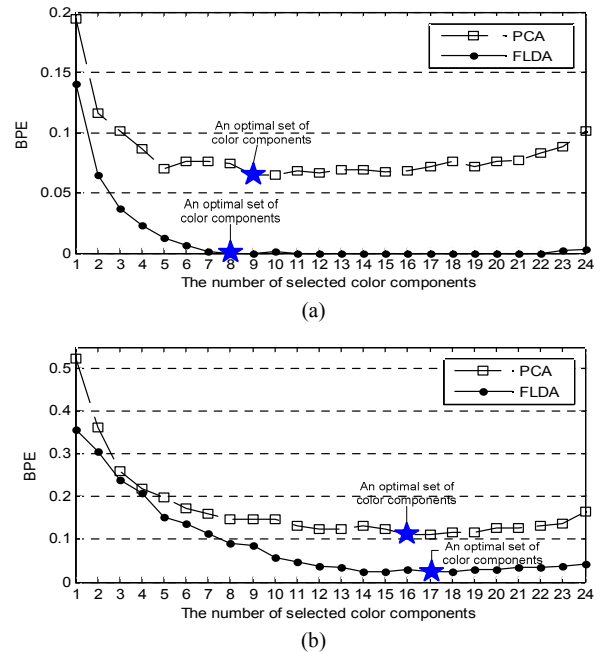 0.2
0.15
0.1
0.05
0
BPE
PCA
FLDA
An optimal set of
color components
An optimal set of
color components
1 2 3 4 5 6 7 8 9 10 11 12 13 14 15 16 17 18 19 20 21 22 23 24
The number of selected color components
(a)
0.5
0.4
0.3
0.2
0.1
0
BPE
PCA
FLDA
An optimal set of
color components
An optimal set of
color components
1 2 3 4 5 6 7 8 9 10 11 12 13 14 15 16 17 18 19 20 21 22 23 24
The number of selected color components
(b)